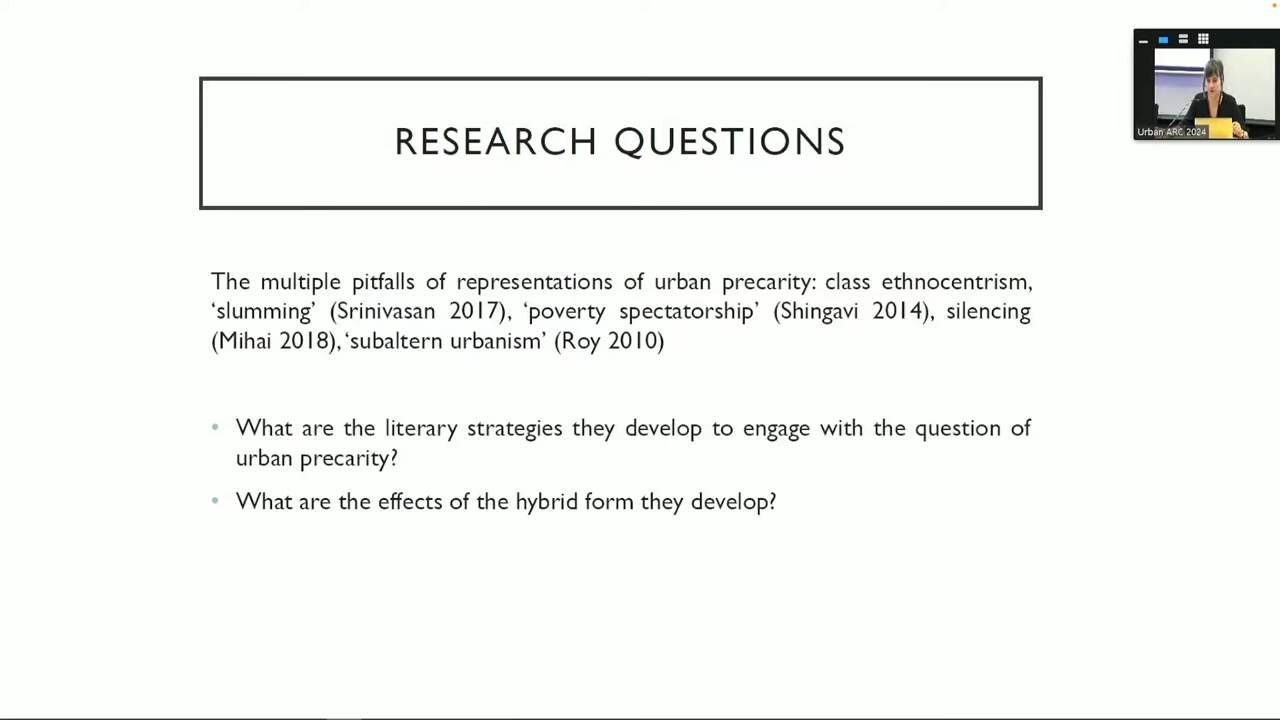 Urban ARC 2024
RESEARCH QUESTIONS
The multiple pitfalls of representations of urban precarity: class ethnocentrism,
‘slumming’ (Srinivasan 2017), ‘poverty spectatorship’ (Shingavi 2014), silencing
(Mihai 2018), ‘subaltern urbanism’ (Roy 2010)
• What are the literary strategies they develop to engage with the question of
urban precarity?
• What are the effects of the hybrid form they develop?